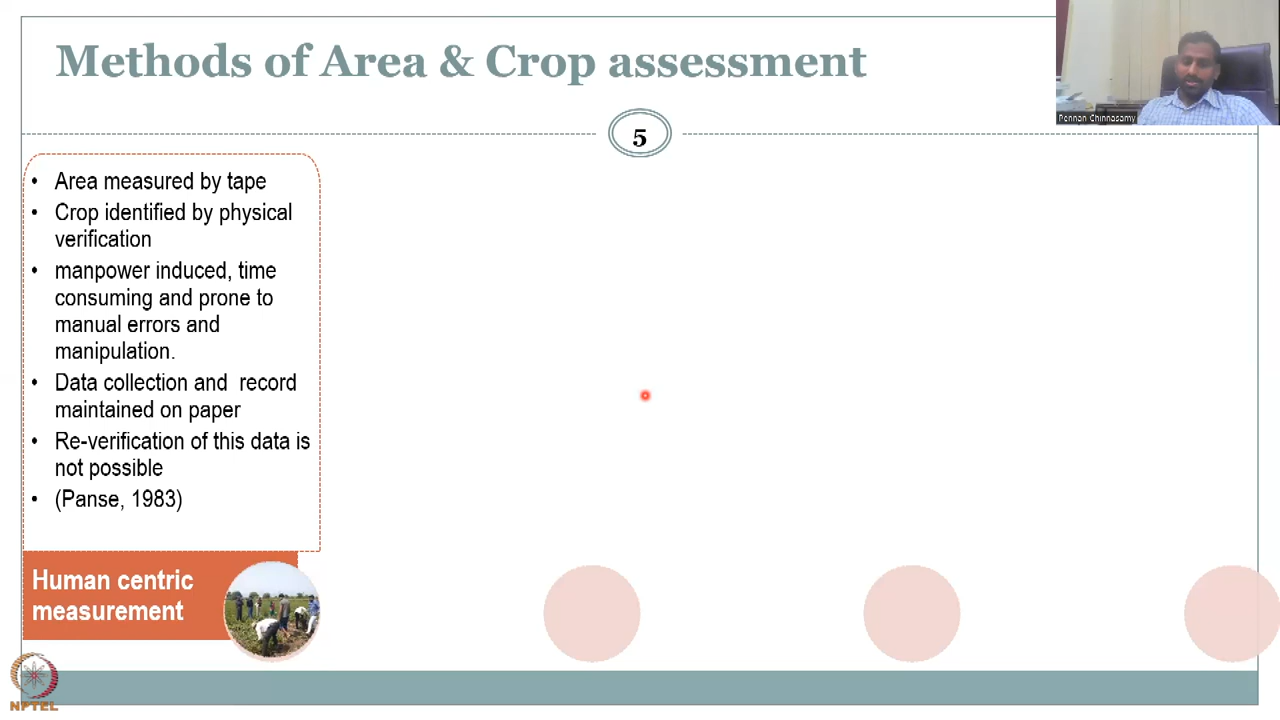 Methods of Area & Crop assessment
Pennan Chinnasamy
5
• Area measured by tape
• Crop identified by physical
verification
• manpower induced, time
consuming and prone to
manual errors and
manipulation.
• Data collection and record
maintained on paper
• Re-verification of this data is
not possible
• (Panse, 1983)
Human centric
measurement
NPTEL